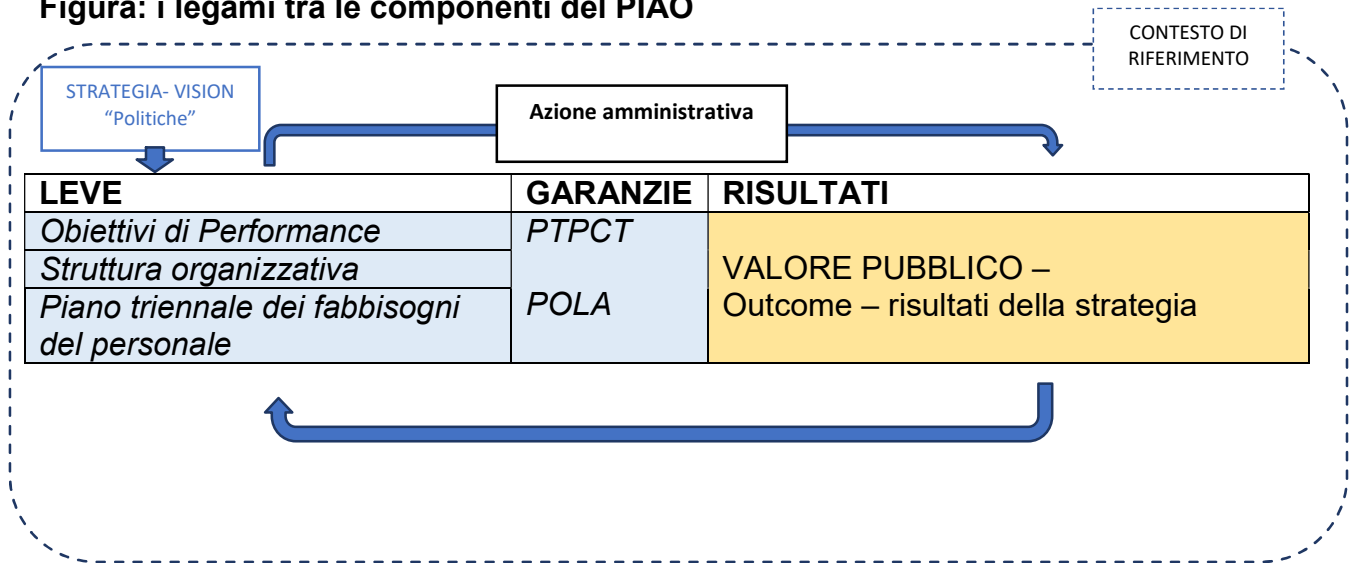 Figura: i legami tra le componenti del PIAO
CONTESTO DI
RIFERIMENTO
STRATEGIA- VISION
“Politiche”
Azione amministrativa
LEVE GARANZIE RISULTATI
Obiettivi di Performance PTPCT
Struttura organizzativa VALORE PUBBLICO –
Piano triennale dei fabbisogni POLA Outcome – risultati della strategia
del personale